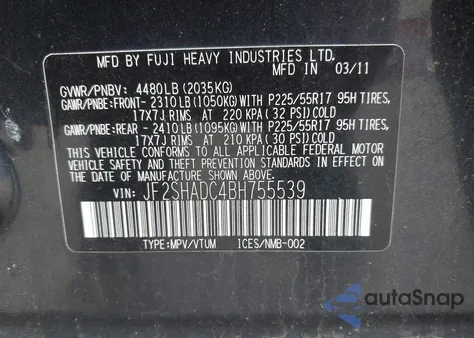 MFD BY FUJI HEAVY INDUSTRIES LTD.
MFD IN 03/11
GVWR/PNBV: 4480LB (2035KG)
GAWR/PNBE: FRONT- 2310LB (1050KG) WITH P225/55R17 95H TIRES,
17X7J RIMS AT 220 KPA (32 PSI) COLD
GAWR/PNBE: REAR - 2410LB (1095KG) WITH P225/55R17 95H TIRES,
17X7J RIMS AT 210 KPA (30 PSI) COLD
THIS VEHICLE CONFORMS TO ALL APPLICABLE FEDERAL MOTOR
VEHICLE SAFETY BUMPER AND THEFT PREVENTION STANDARDS IN
EFFECT ON THE DATE OF MANUFACTURE SHOWN ABOVE.
VIN: JF2SHADC4BH755539
TYPE:MPV/VTUM ICES/NMB-002
autoSnap